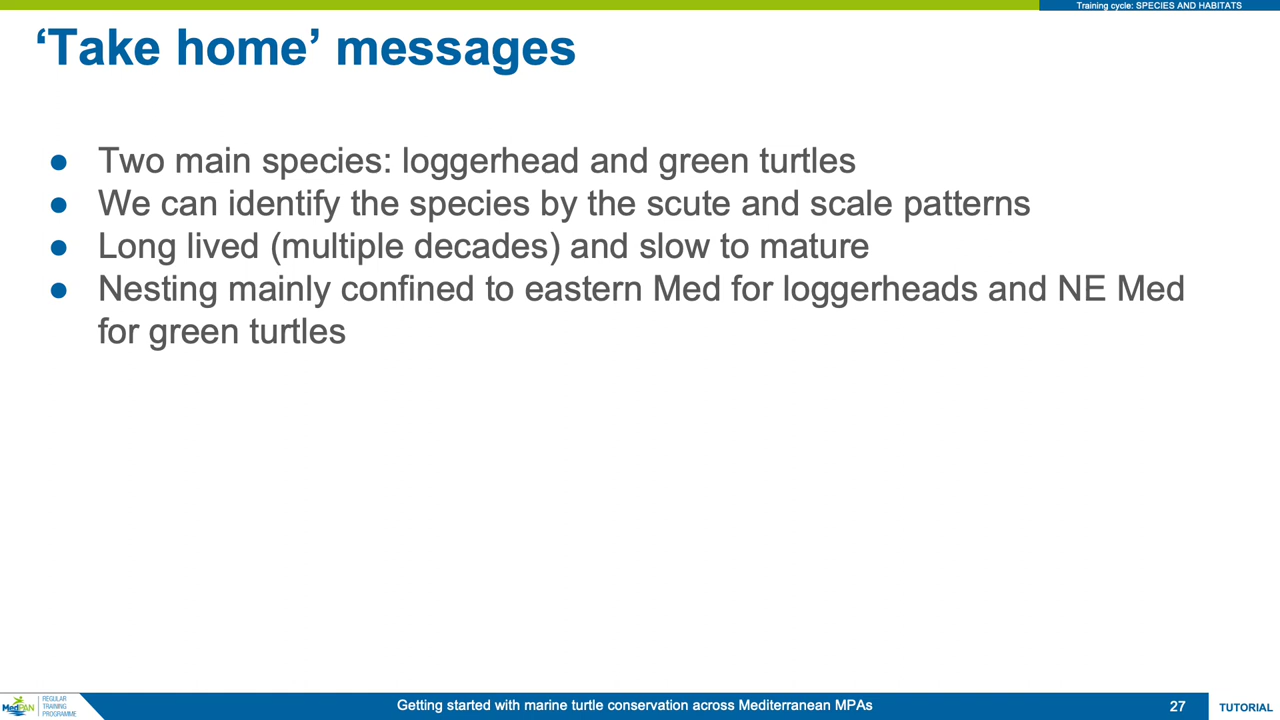 Training cycle: SPECIES AND HABITATS
‘Take home’ messages
● Two main species: loggerhead and green turtles
● We can identify the species by the scute and scale patterns
● Long lived (multiple decades) and slow to mature
● Nesting mainly confined to eastern Med for loggerheads and NE Med
for green turtles
MedPAN
REGULAR
TRAINING
PROGRAMME
Getting started with marine turtle conservation across Mediterranean MPAs
27
TUTORIAL